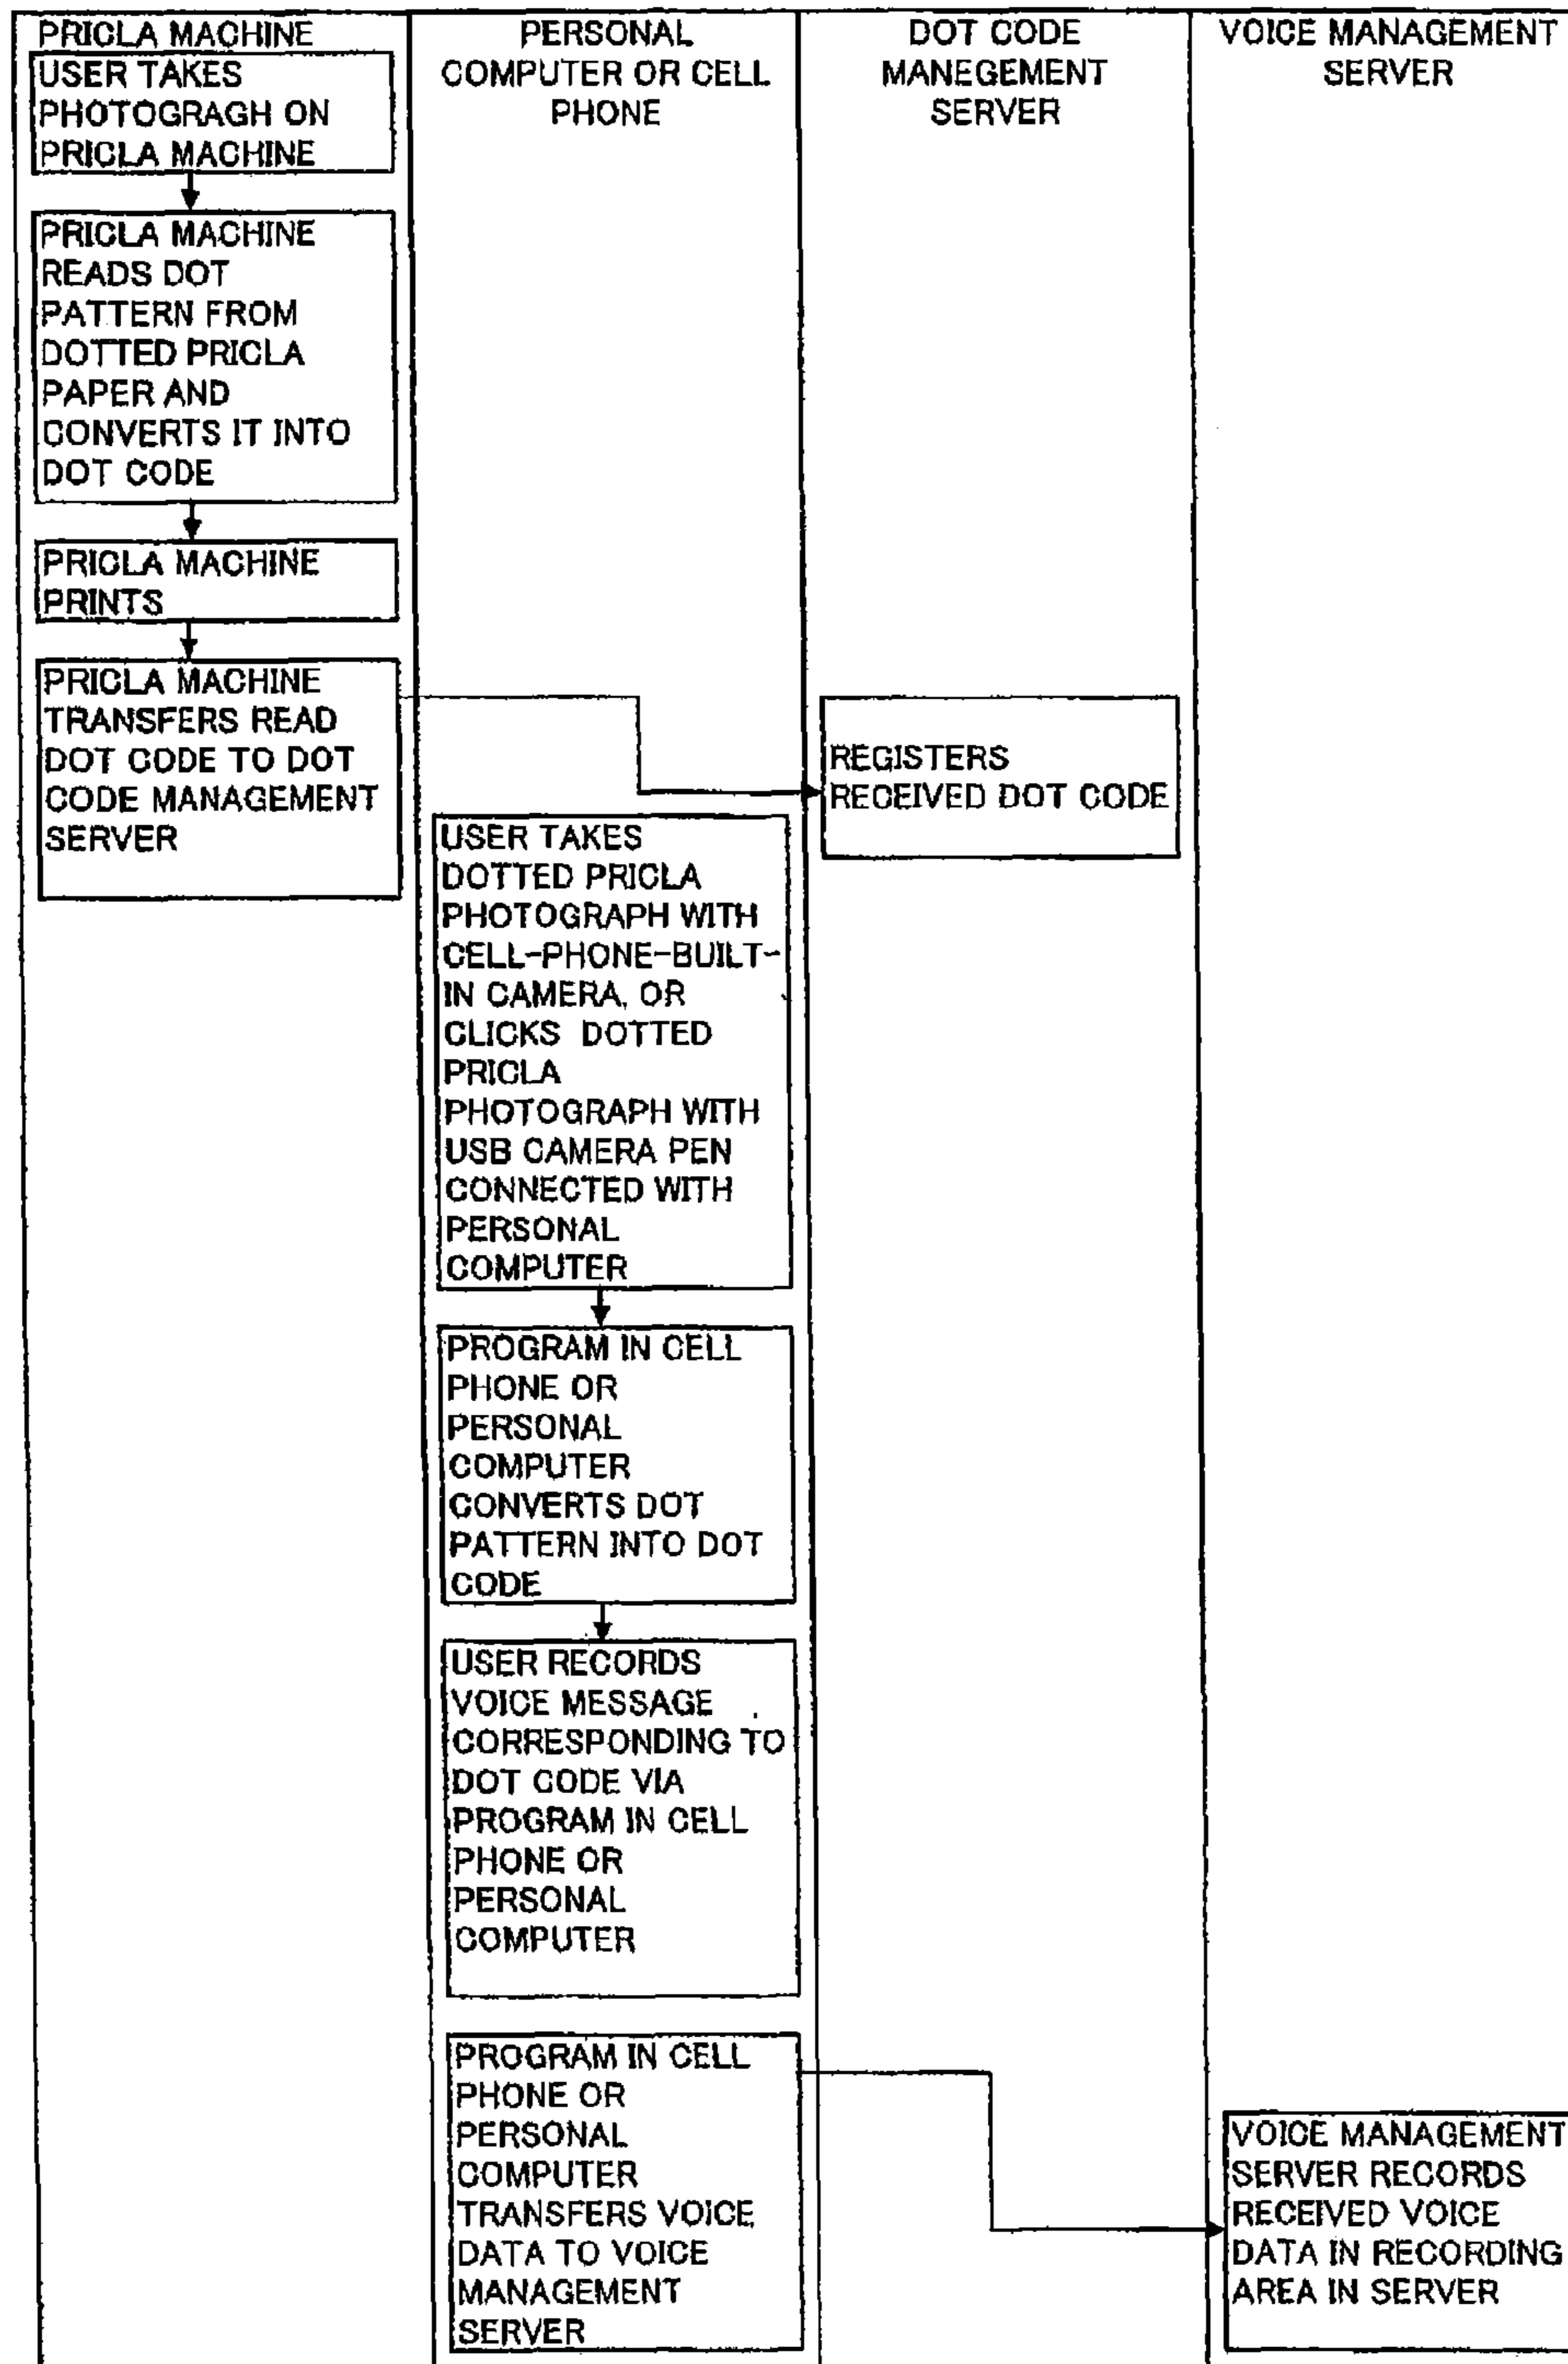 PRICLA MACHINE
USER TAKES
PHOTOGRAGH ON
PRICLA MACHINE
PRICLA MACHINE
READS DOT
PATTERN FROM
DOTTED PRICLA
PAPER AND
CONVERTS IT INTO
DOT CODE
PRICLA MACHINE
PRINTS
PRICLA MACHINE
TRANSFERS READ
DOT CODE TO DOT
CODE MANAGEMENT
SERVER
PERSONAL
COMPUTER OR CELL
PHONE
USER TAKES
DOTTED PRICLA
PHOTOGRAPH WITH
CELL-PHONE-BUILT-
IN CAMERA, OR
CLICKS DOTTED
PRICLA
PHOTOGRAPH WITH
USB CAMERA PEN
CONNECTED WITH
PERSONAL
COMPUTER
PROGRAM IN CELL
PHONE OR
PERSONAL
COMPUTER
CONVERTS DOT
PATTERN INTO DOT
CODE
USER RECORDS
VOICE MESSAGE
CORRESPONDING TO
DOT CODE VIA
PROGRAM IN CELL
PHONE OR
PERSONAL
COMPUTER
PROGRAM IN CELL
PHONE OR
PERSONAL
COMPUTER
TRANSFERS VOICE
DATA TO VOICE
MANAGEMENT
SERVER
DOT CODE
MANEGEMENT
SERVER
REGISTERS
RECEIVED DOT CODE
VOICE MANAGEMENT
SERVER
VOICE MANAGEMENT
SERVER RECORDS
RECEIVED VOICE
DATA IN RECORDING
AREA IN SERVER